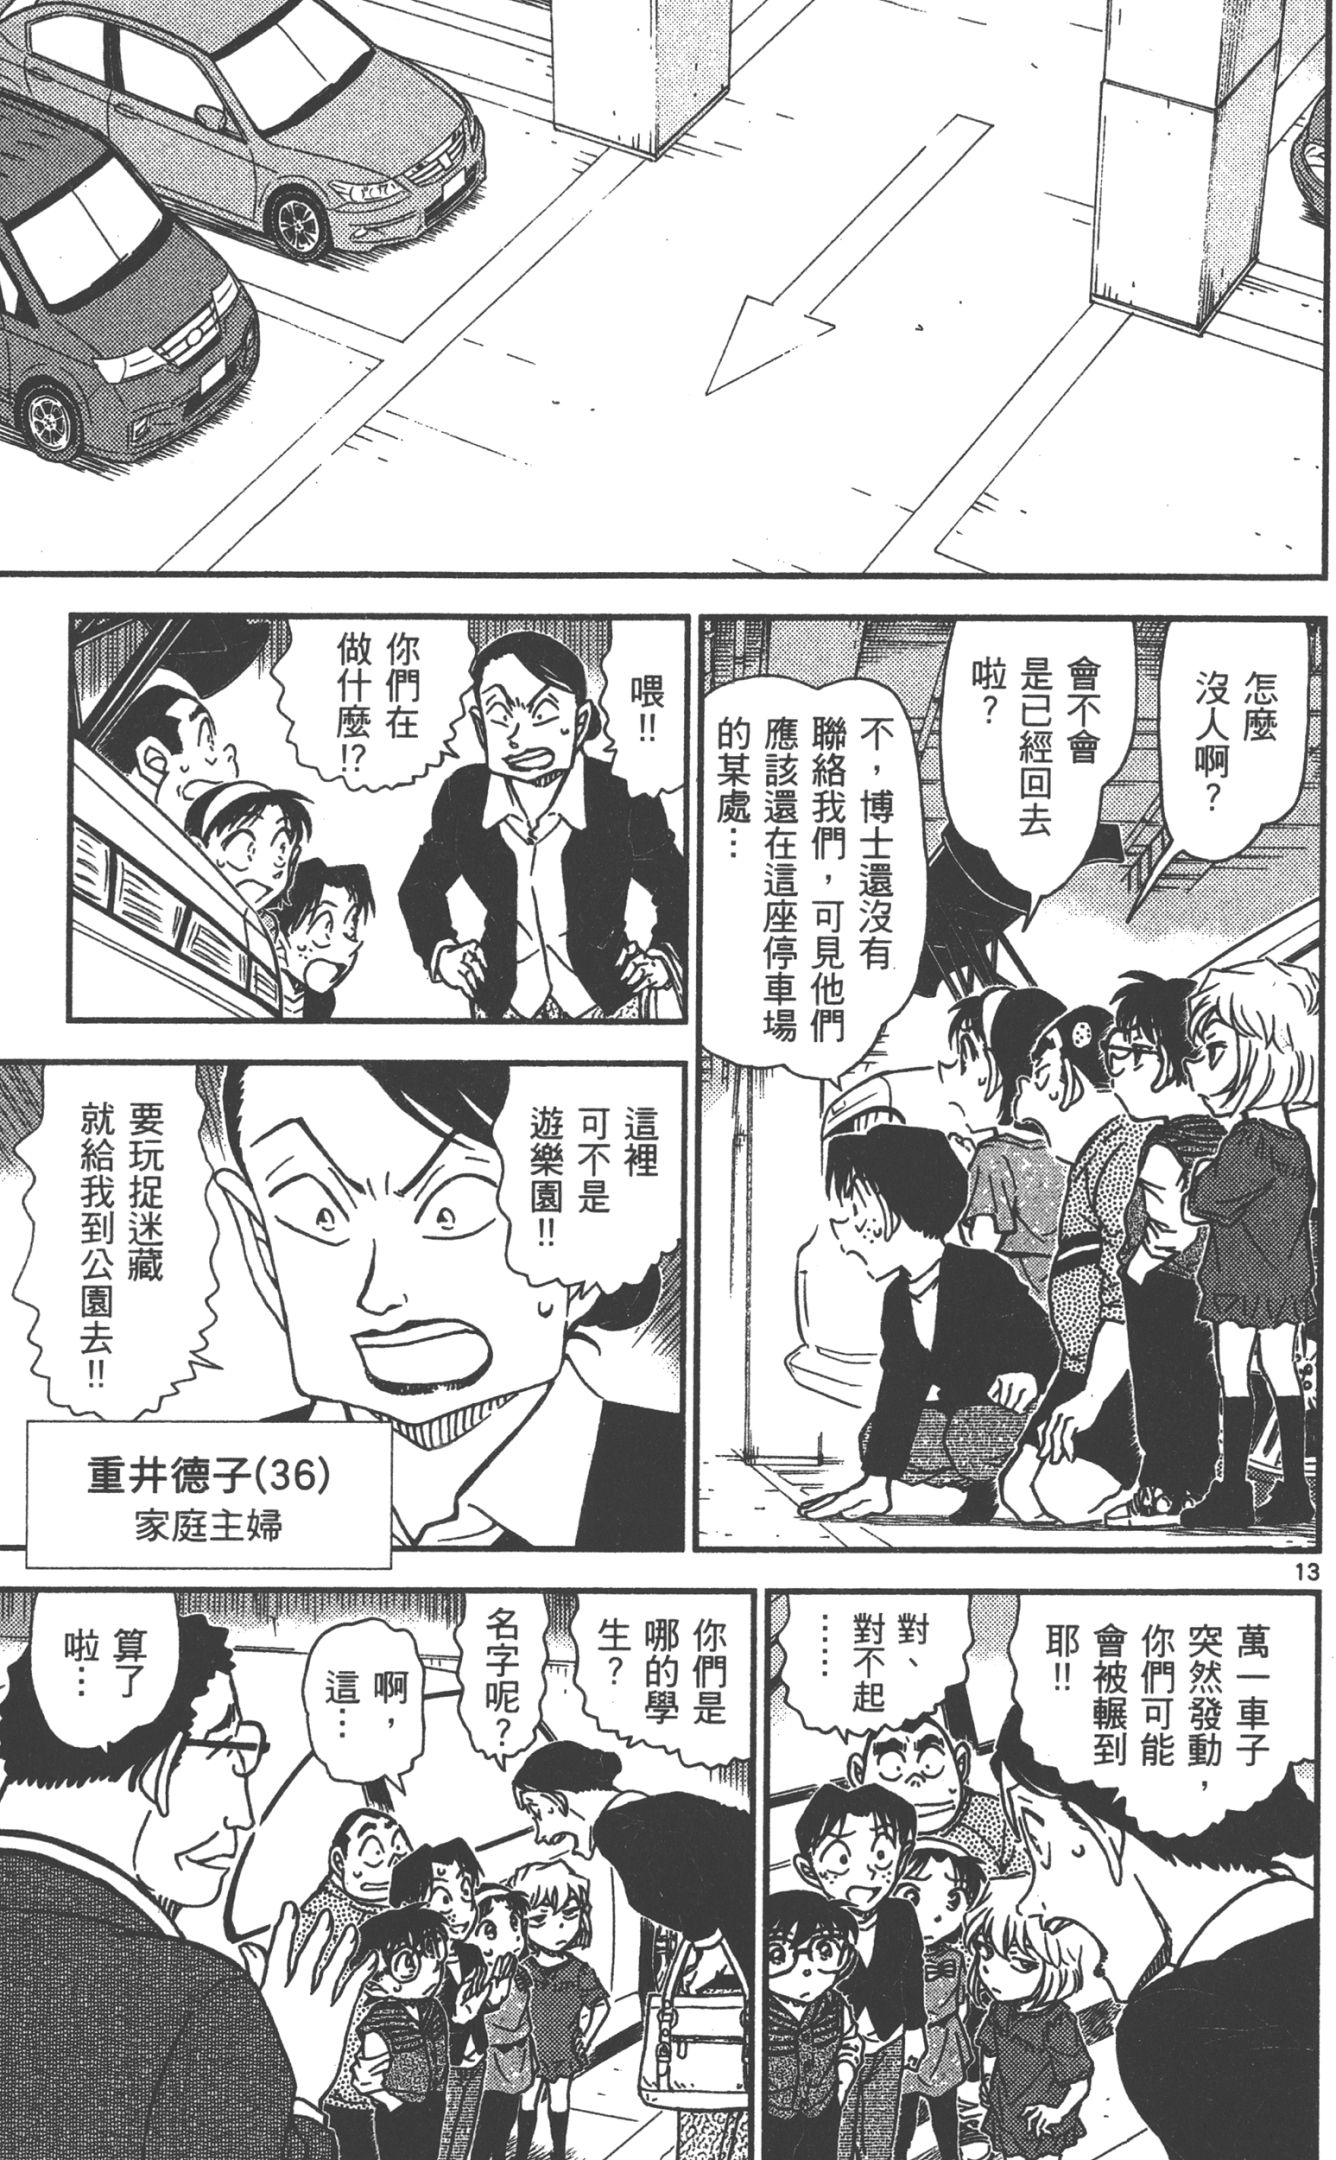 怎麼
沒人啊?
會不會
是已經回去
啦?
不,博士還沒有
聯絡我們,可見他們
應該還在這座停車場
的某處…
喂!!
你們在
做什麼!?
這裡
可不是
遊樂園!!
要玩捉迷藏
就給我到公園去!!
重井德子(36)
家庭主婦
13
萬一車子
突然發動,
你們可能
會被輾到
耶!!
對、
對不起
……
你們是
哪的學
生?
名字呢?
啊,
這…
算了
啦…